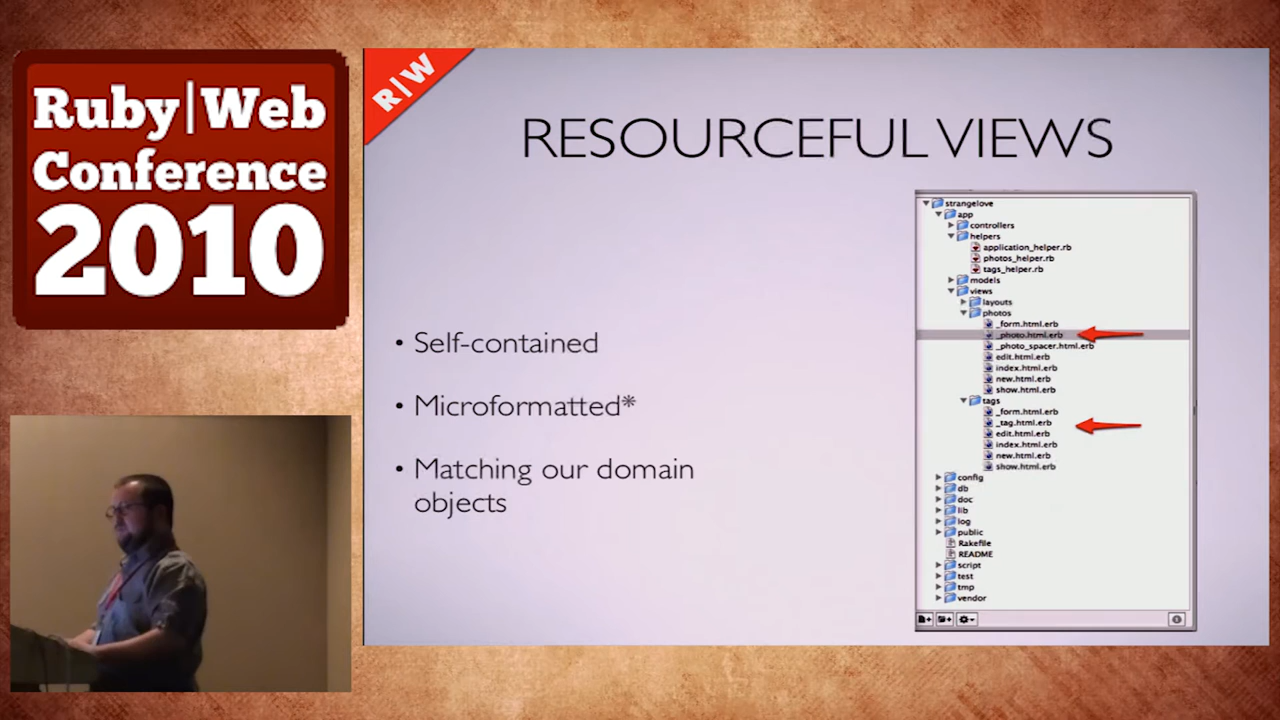 Ruby|Web
Conference
2010
R|W
RESOURCEFUL VIEWS
• Self-contained
• Microformatted*
• Matching our domain
objects
strangelove
app
controllers
helpers
application_helper.rb
photos_helper.rb
tags_helper.rb
models
views
layouts
photos
_form.html.erb
_photo.html.erb
_photo_spacer.html.erb
edit.html.erb
index.html.erb
new.html.erb
show.html.erb
tags
_form.html.erb
_tag.html.erb
edit.html.erb
index.html.erb
new.html.erb
show.html.erb
config
db
doc
lib
log
public
Rakefile
README
script
test
tmp
vendor